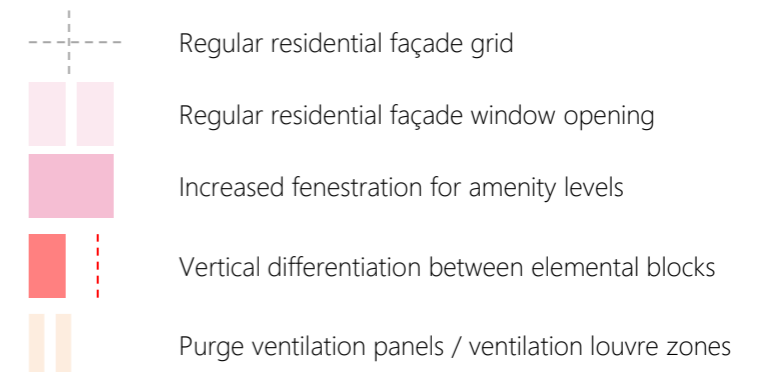 Regular residential façade grid
Regular residential façade window opening
Increased fenestration for amenity levels
Vertical differentiation between elemental blocks
Purge ventilation panels / ventilation louvre zones